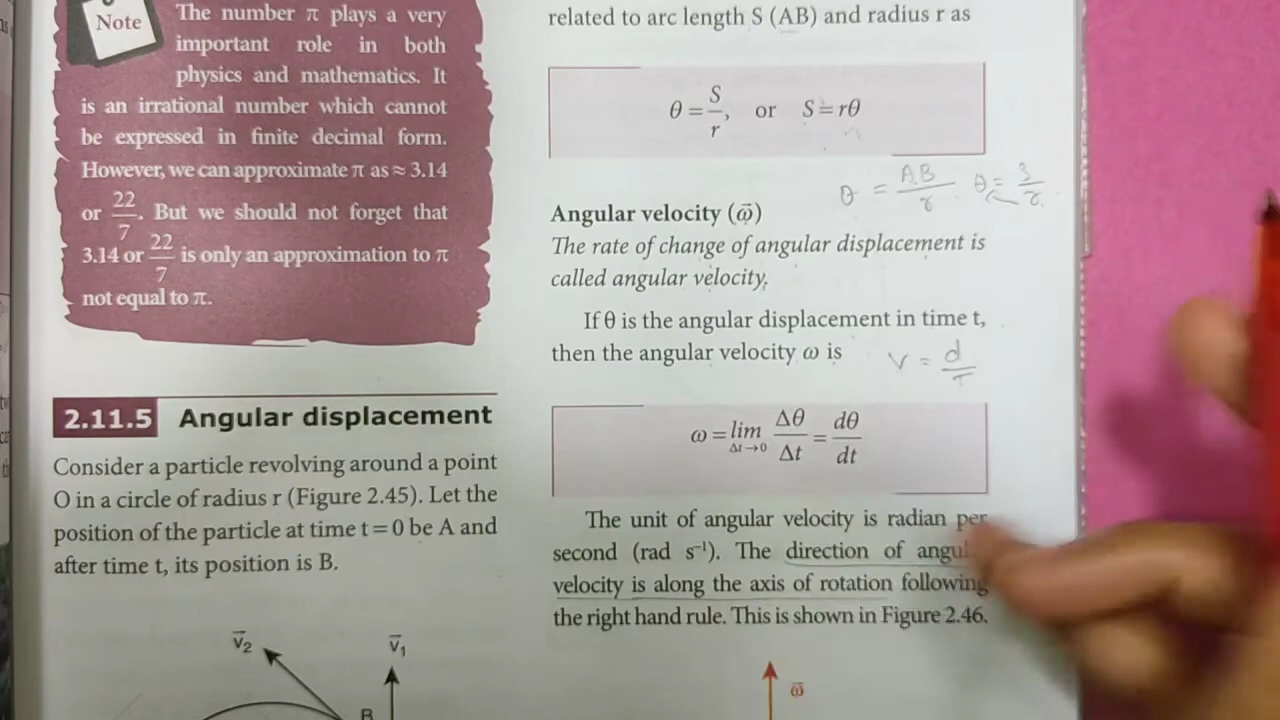 Note
The number π plays a very
important role in both
physics and mathematics. It
is an irrational number which cannot
be expressed in finite decimal form.
However, we can approximate π as ≈ 3.14
or 22/7. But we should not forget that
3.14 or 22/7 is only an approximation to π
not equal to π.
2.11.5 Angular displacement
Consider a particle revolving around a point
O in a circle of radius r (Figure 2.45). Let the
position of the particle at time t = 0 be A and
after time t, its position is B.
v⃗₂
v⃗₁
B
related to arc length S (AB) and radius r as
θ = S/r, or S = rθ
θ = AB/r θ = S/r
Angular velocity (ω⃗)
The rate of change of angular displacement is
called angular velocity.
If θ is the angular displacement in time t,
then the angular velocity ω is
V = d/T
ω = lim Δt→0 Δθ/Δt = dθ/dt
The unit of angular velocity is radian per
second (rad s⁻¹). The direction of
velocity is along the axis of rotation following
the right hand rule. This is shown in Figure 2.46.
ω⃗